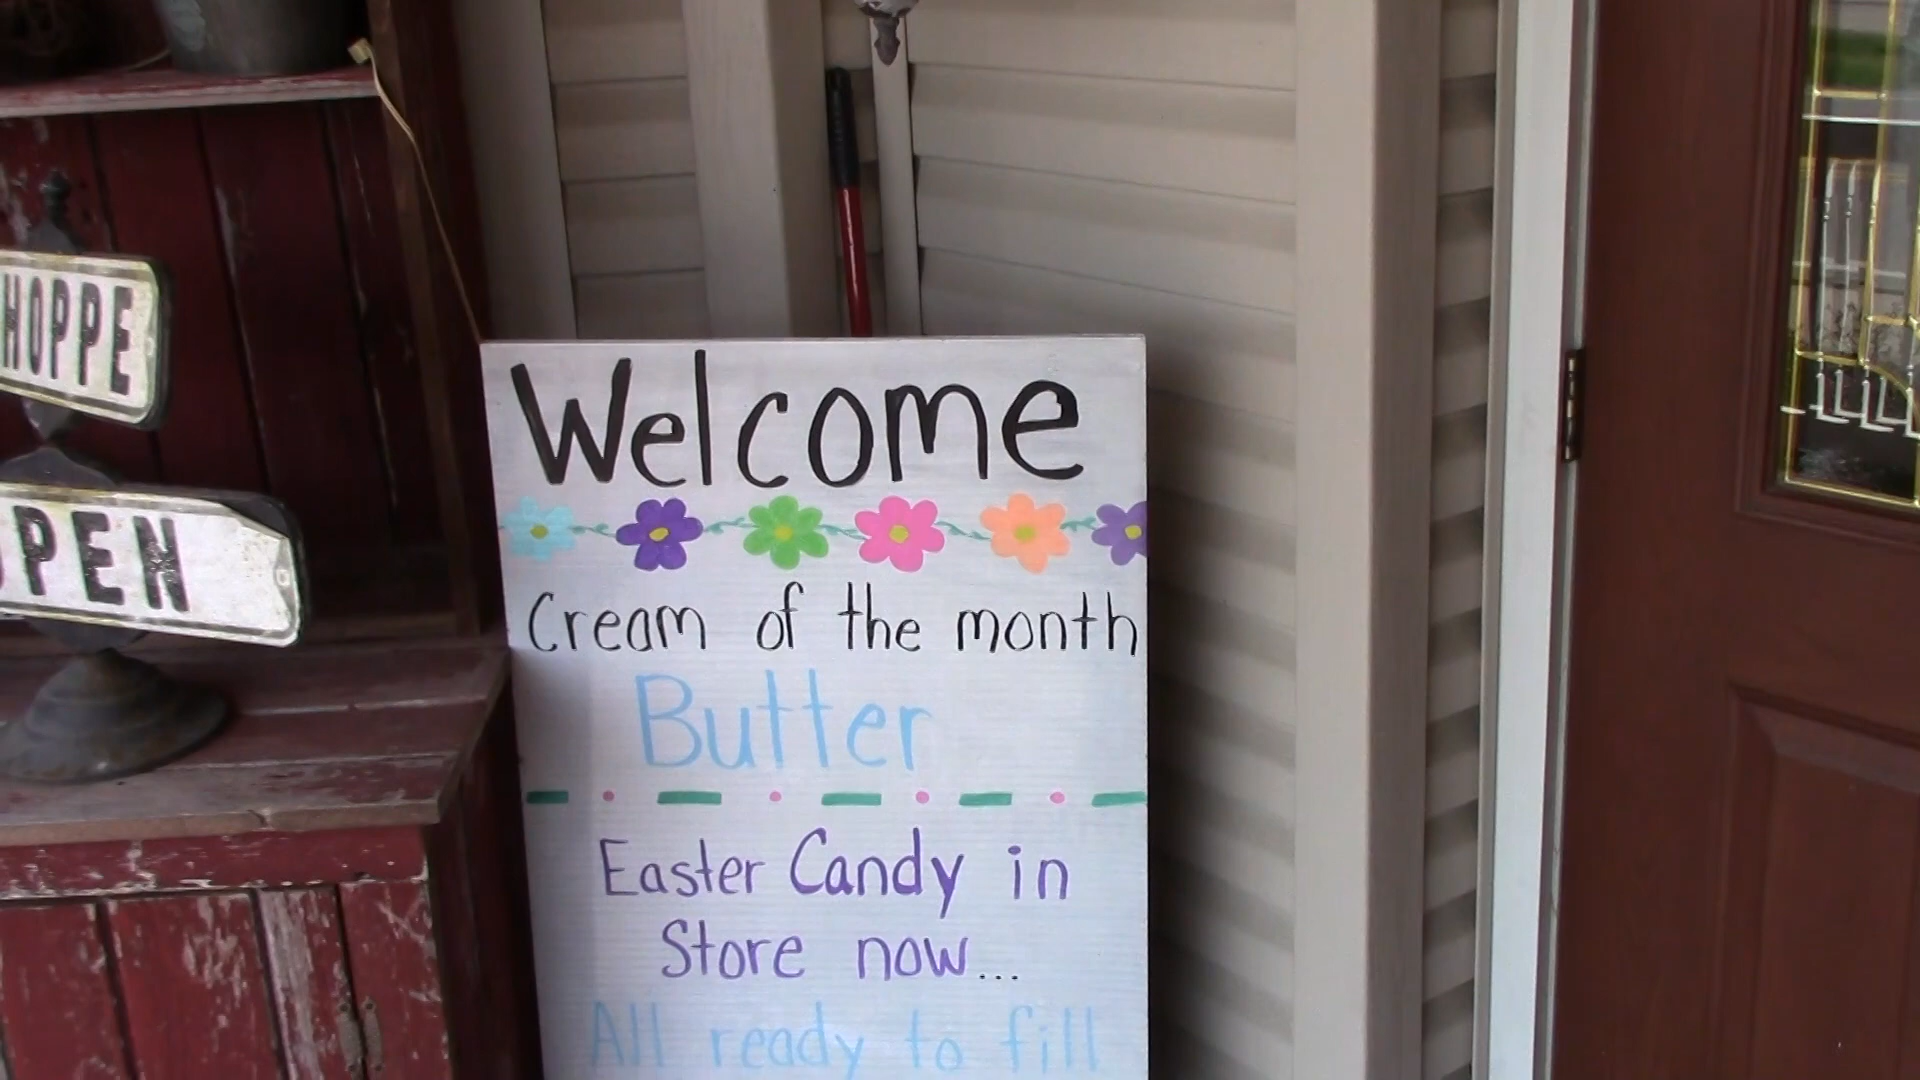 HOPPE
PEN
Welcome
Cream of the month
Butter
Easter Candy in
Store now...
All ready to fill